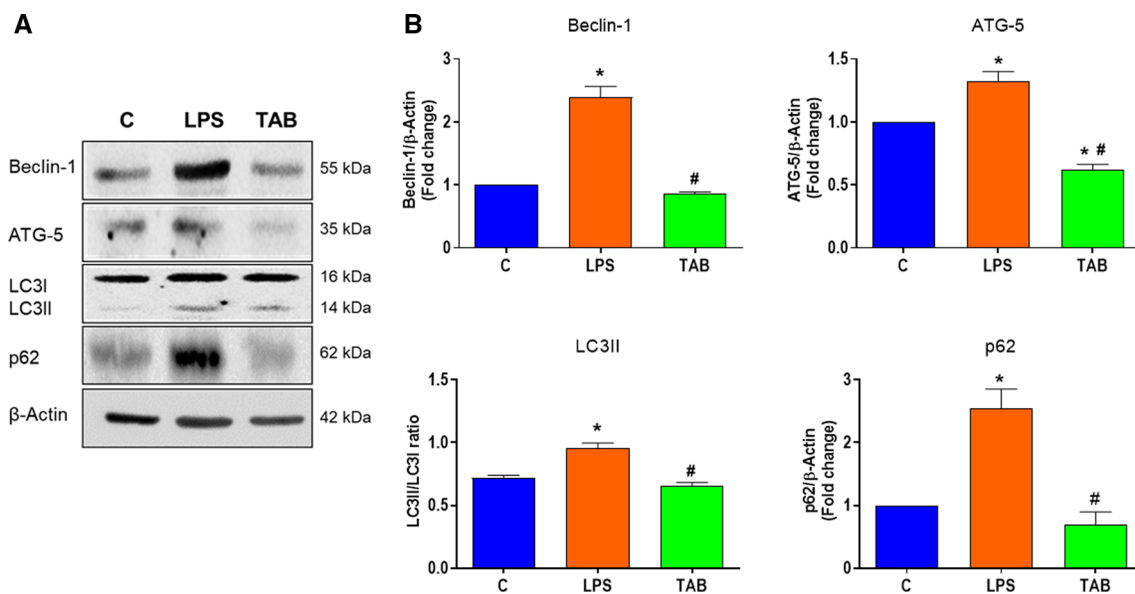 A
C LPS TAB
Beclin-1 55 kDa
ATG-5 35 kDa
LC3I 16 kDa
LC3II 14 kDa
p62 62 kDa
β-Actin 42 kDa
B
Beclin-1
Beclin-1/β-Actin
(Fold change)
3
2
1
0
*
#
C LPS TAB
ATG-5
ATG-5/β-Actin
(Fold change)
1.5
1.0
0.5
0.0
*
* #
C LPS TAB
LC3II
LC3II/LC3I ratio
1.5
1.0
0.5
0.0
*
#
C LPS TAB
p62
p62/β-Actin
(Fold change)
3
2
1
0
*
#
C LPS TAB